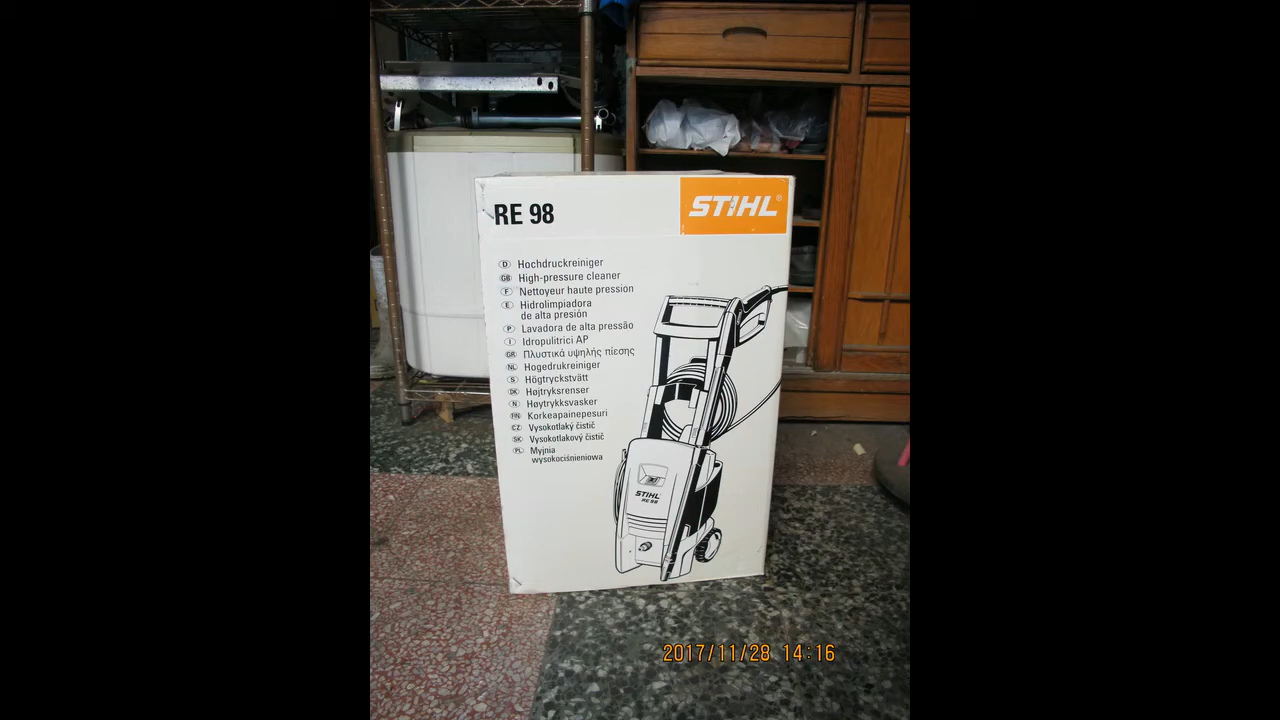 RE 98
STIHL®
D Hochdruckreiniger
GB High-pressure cleaner
F Nettoyeur haute pression
E Hidrolimpiadora
de alta presión
P Lavadora de alta pressão
I Idropulitrici AP
GR Πλυστικά υψηλής πίεσης
NL Hogedrukreiniger
S Högtryckstvätt
DK Højtryksrenser
N Høytrykksvasker
FIN Korkeapainepesuri
CZ Vysokotlaký čistič
SK Vysokotlakový čistič
PL Myjnia
wysokociśnieniowa
STIHL
RE 98
2017/11/28 14:16